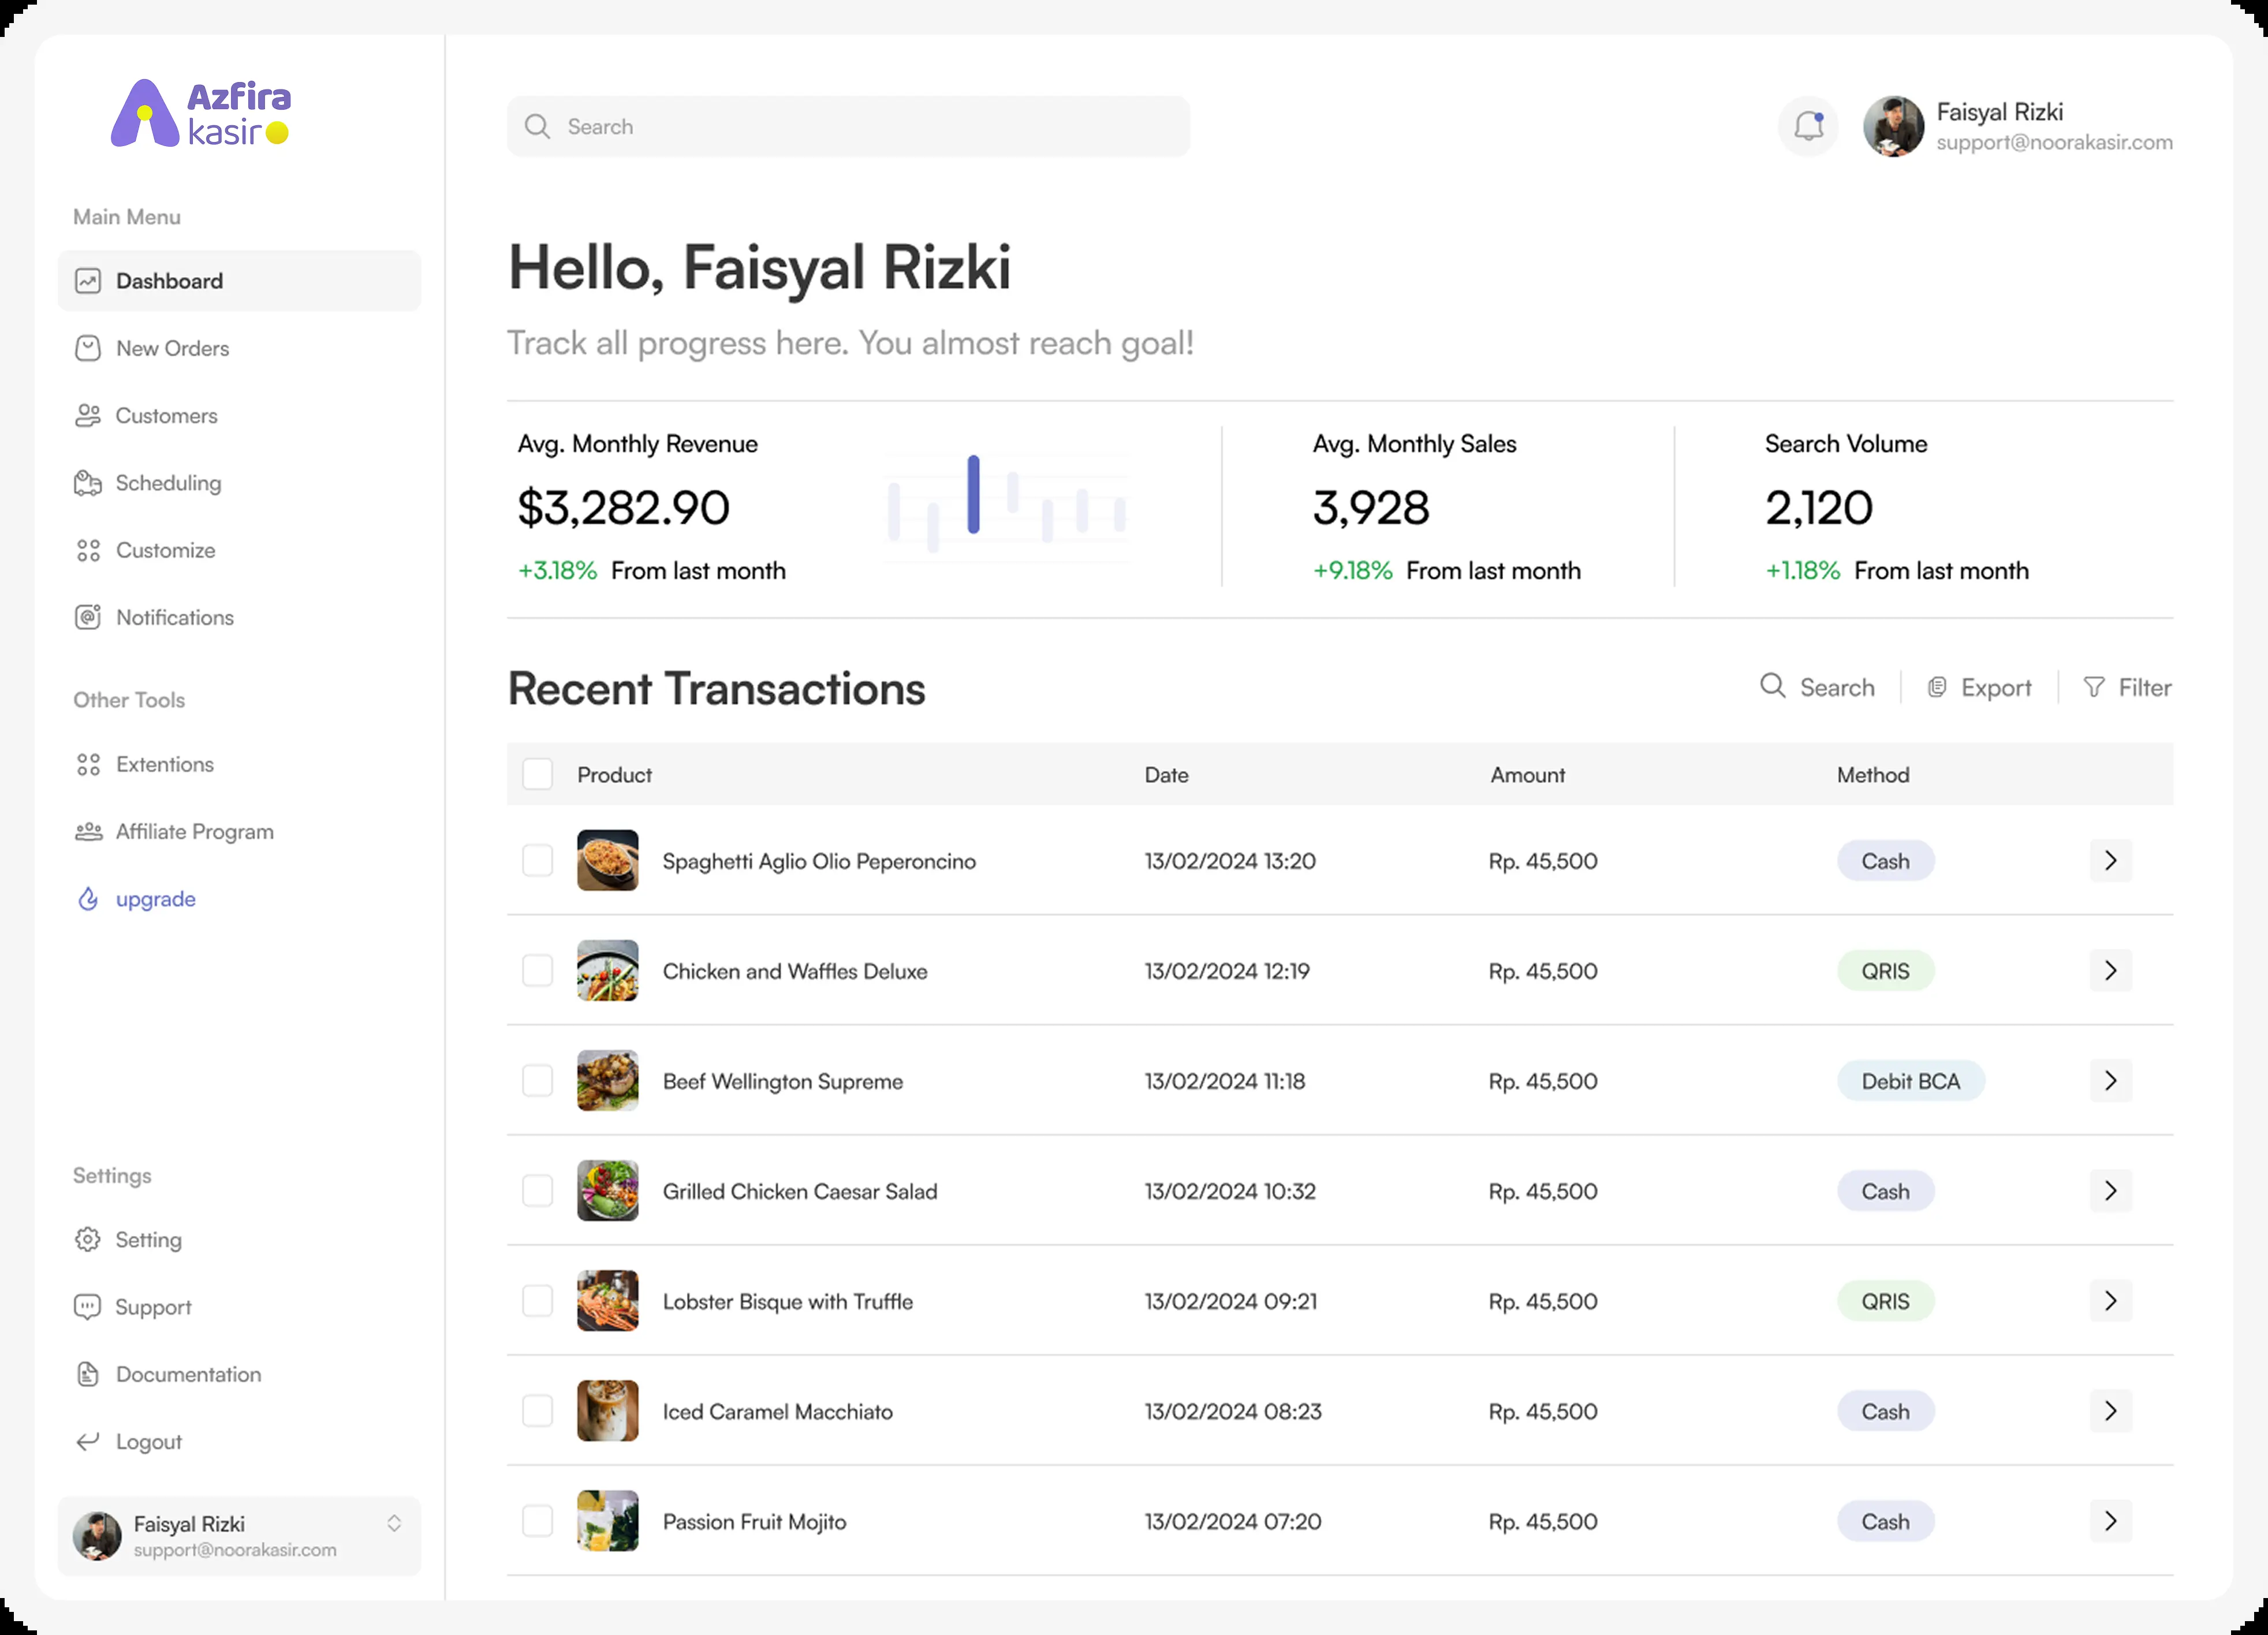 Azfira
kasir
Main Menu
Dashboard
New Orders
Customers
Scheduling
Customize
Notifications
Other Tools
Extentions
Affiliate Program
upgrade
Settings
Setting
Support
Documentation
Logout
Faisyal Rizki
support@noorakasir.com
Search
Faisyal Rizki
support@noorakasir.com
Hello, Faisyal Rizki
Track all progress here. You almost reach goal!
Avg. Monthly Revenue
$3,282.90
+3.18% From last month
Avg. Monthly Sales
3,928
+9.18% From last month
Search Volume
2,120
+1.18% From last month
Recent Transactions
Search Export Filter
Product Date Amount Method
Spaghetti Aglio Olio Peperoncino 13/02/2024 13:20 Rp. 45,500 Cash
Chicken and Waffles Deluxe 13/02/2024 12:19 Rp. 45,500 QRIS
Beef Wellington Supreme 13/02/2024 11:18 Rp. 45,500 Debit BCA
Grilled Chicken Caesar Salad 13/02/2024 10:32 Rp. 45,500 Cash
Lobster Bisque with Truffle 13/02/2024 09:21 Rp. 45,500 QRIS
Iced Caramel Macchiato 13/02/2024 08:23 Rp. 45,500 Cash
Passion Fruit Mojito 13/02/2024 07:20 Rp. 45,500 Cash